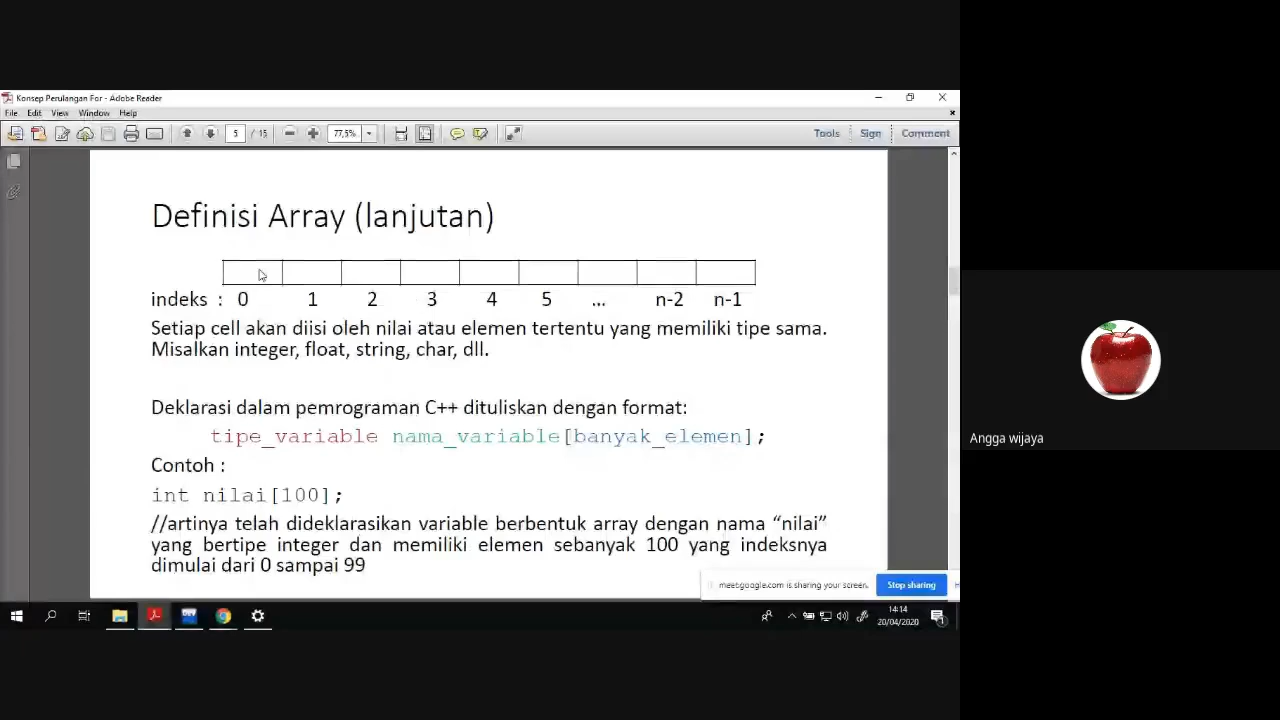 Konsep Perulangan For - Adobe Reader
File Edit View Window Help
5 / 15 77,5% Tools Sign Comment
Definisi Array (lanjutan)
indeks : 0 1 2 3 4 5 ... n-2 n-1
Setiap cell akan diisi oleh nilai atau elemen tertentu yang memiliki tipe sama.
Misalkan integer, float, string, char, dll.
Deklarasi dalam pemrograman C++ dituliskan dengan format:
tipe_variable nama_variable[banyak_elemen];
Contoh :
int nilai[100];
//artinya telah dideklarasikan variable berbentuk array dengan nama “nilai”
yang bertipe integer dan memiliki elemen sebanyak 100 yang indeksnya
dimulai dari 0 sampai 99
meet.google.com is sharing your screen. Stop sharing
14:14
20/04/2020
Angga wijaya